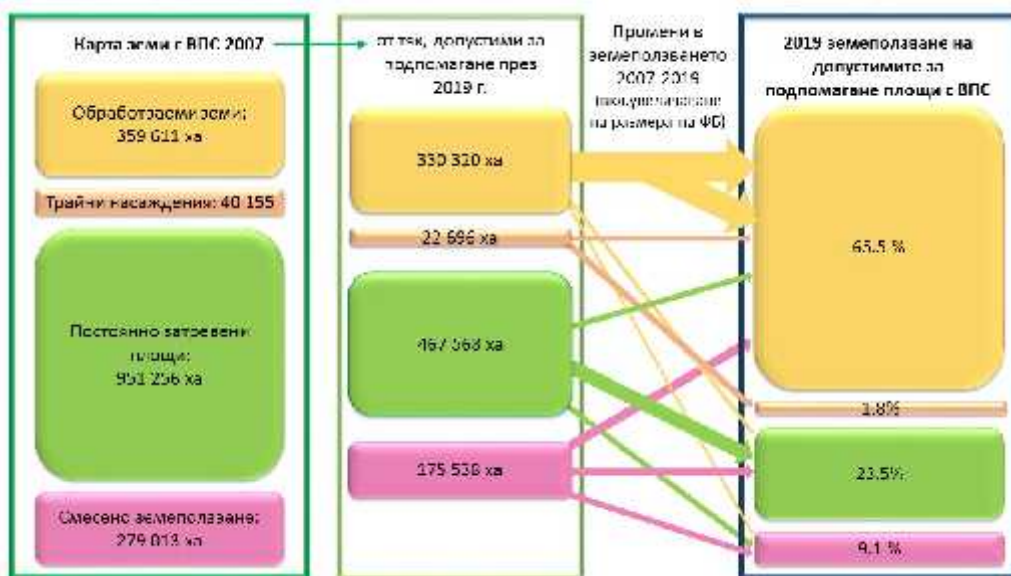 Карта земи с ВПС 2007
Обработваеми земи:
359 611 ха
Трайни насаждения: 40 155
Постоянно затревени
площи:
951 256 ха
Смесено земеползване:
279 013 ха
от тях, допустими за
подпомагане през
2019 г.
330 320 ха
22 696 ха
467 568 ха
175 538 ха
Промени в
земеползването
2007-2019
на размера на ФБ)
2019 земеползване на
допустимите за
подпомагане площи с ВПС
65.5 %
1.8%
23.5%
9.1 %